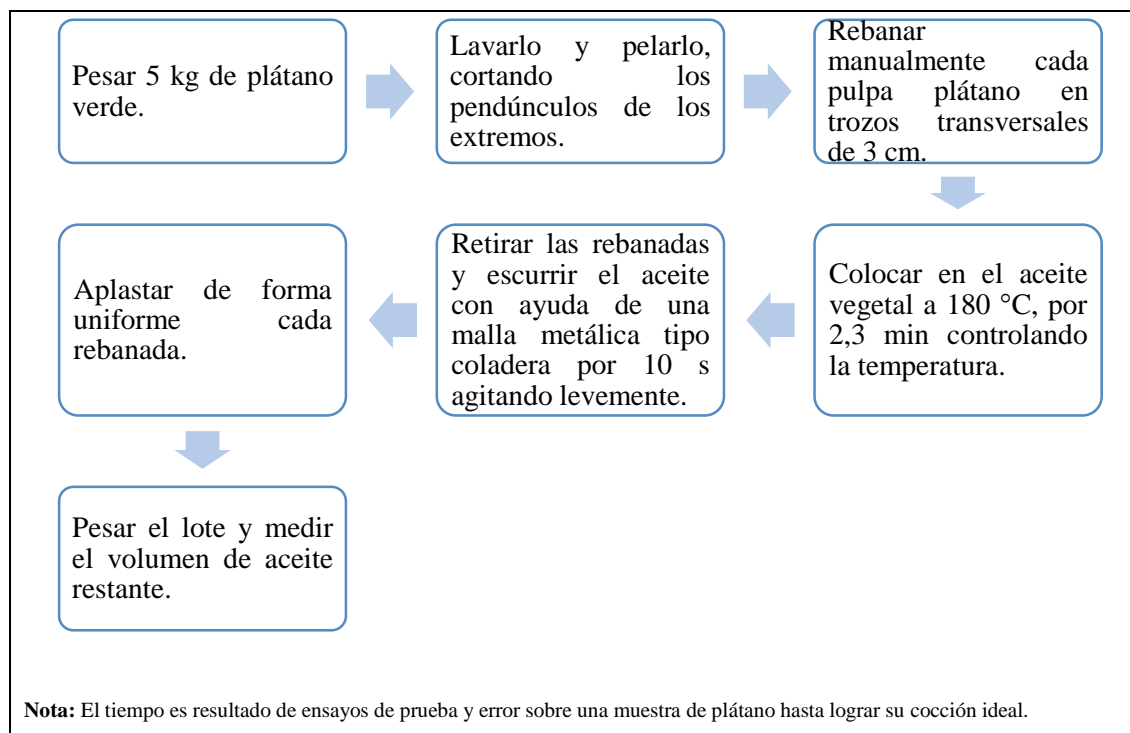 Pesar 5 kg de plátano
verde.
Lavarlo y pelarlo,
cortando los
pendúnculos de los
extremos.
Rebanar
manualmente cada
pulpa plátano en
trozos transversales
de 3 cm.
Colocar en el aceite
vegetal a 180 °C, por
2,3 min controlando
la temperatura.
Retirar las rebanadas
y escurrir el aceite
con ayuda de una
malla metálica tipo
coladera por 10 s
agitando levemente.
Aplastar de forma
uniforme cada
rebanada.
Pesar el lote y medir
el volumen de aceite
restante.
Nota: El tiempo es resultado de ensayos de prueba y error sobre una muestra de plátano hasta lograr su cocción ideal.